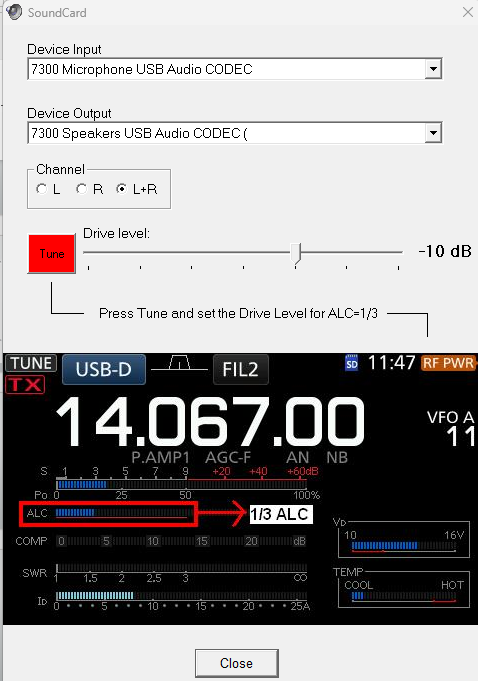 SoundCard
Device Input
7300 Microphone USB Audio CODEC
Device Output
7300 Speakers USB Audio CODEC (
Channel
L R L+R
Drive level:
Tune -10 dB
Press Tune and set the Drive Level for ALC=1/3
TUNE USB-D FIL2 SD 11:47 RF PWR
TX
14.067.00 VFO A
11
P.AMP1 AGC-F AN NB
S 1 3 5 7 9 +20 +40 +60dB
Po 0 25 50 100%
ALC 1/3 ALC
COMP 0 5 10 15 20 dB
SWR 1 1.5 2 3 ∞
ID 0 5 10 15 20 25A
VD
10 16V
TEMP
COOL HOT
Close